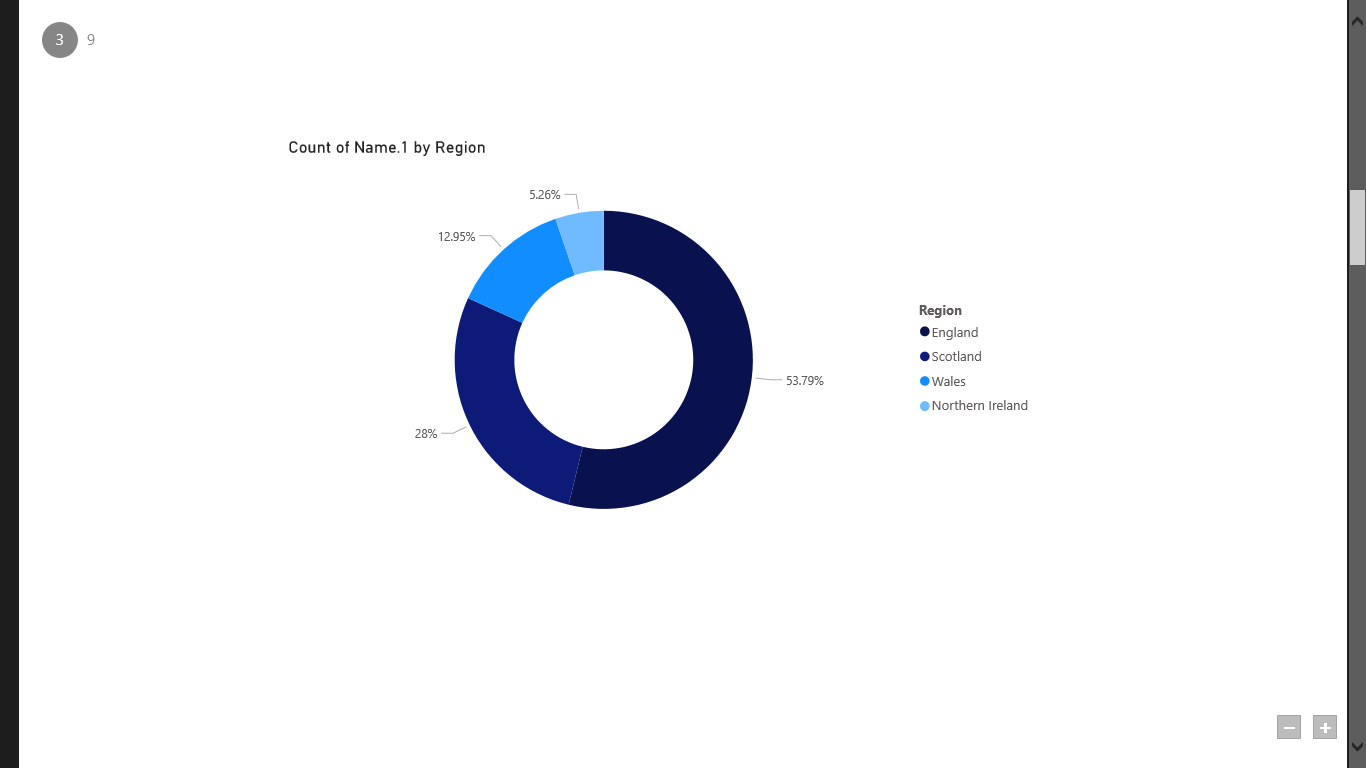 3 9
Count of Name.1 by Region
5.26%
12.95%
53.79%
28%
Region
England
Scotland
Wales
Northern Ireland